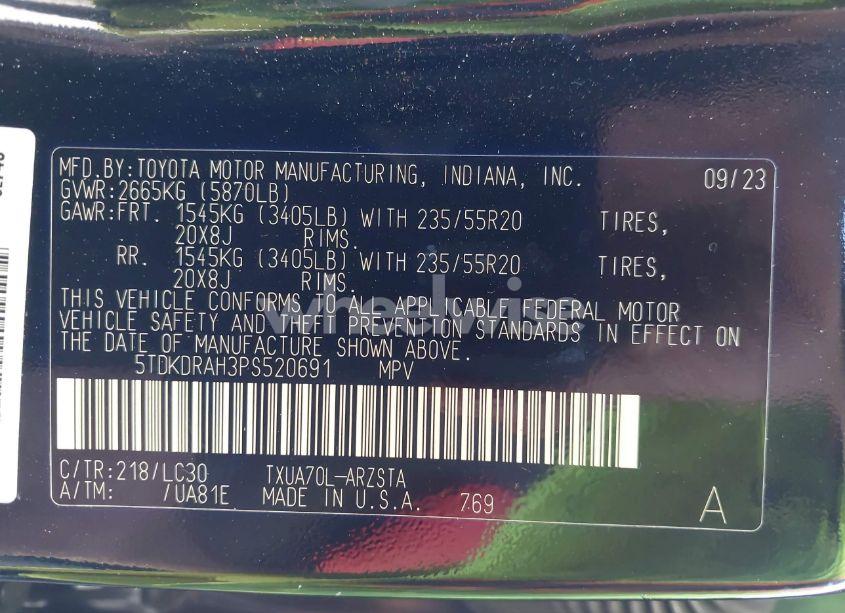 MFD.BY:TOYOTA MOTOR MANUFACTURING, INDIANA, INC. 09/23
GVWR:2665KG (5870LB)
GAWR:FRT. 1545KG (3405LB) WITH 235/55R20 TIRES,
20X8J RIMS.
RR. 1545KG (3405LB) WITH 235/55R20 TIRES,
20X8J RIMS.
THIS VEHICLE CONFORMS TO ALL APPLICABLE FEDERAL MOTOR
VEHICLE SAFETY AND THEFT PREVENTION STANDARDS IN EFFECT ON
THE DATE OF MANUFACTURE SHOWN ABOVE.
5TDKDRAH3PS520691 MPV
C/TR:218/LC30 TXUA70L-ARZSTA
A/TM: /UA81E MADE IN U.S.A. 769 A
wheelwise